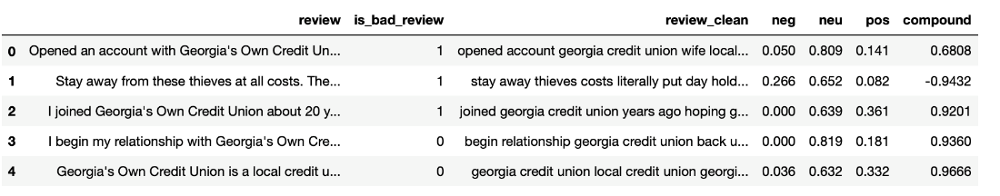 review is_bad_review review_clean neg neu pos compound
0 Opened an account with Georgia's Own Credit Un... 1 opened account georgia credit union wife local... 0.050 0.809 0.141 0.6808
1 Stay away from these thieves at all costs. The... 1 stay away thieves costs literally put day hold... 0.266 0.652 0.082 -0.9432
2 I joined Georgia's Own Credit Union about 20 y... 1 joined georgia credit union years ago hoping g... 0.000 0.639 0.361 0.9201
3 I begin my relationship with Georgia's Own Cre... 0 begin relationship georgia credit union back u... 0.000 0.819 0.181 0.9360
4 Georgia's Own Credit Union is a local credit u... 0 georgia credit union local credit union georgi... 0.036 0.632 0.332 0.9666